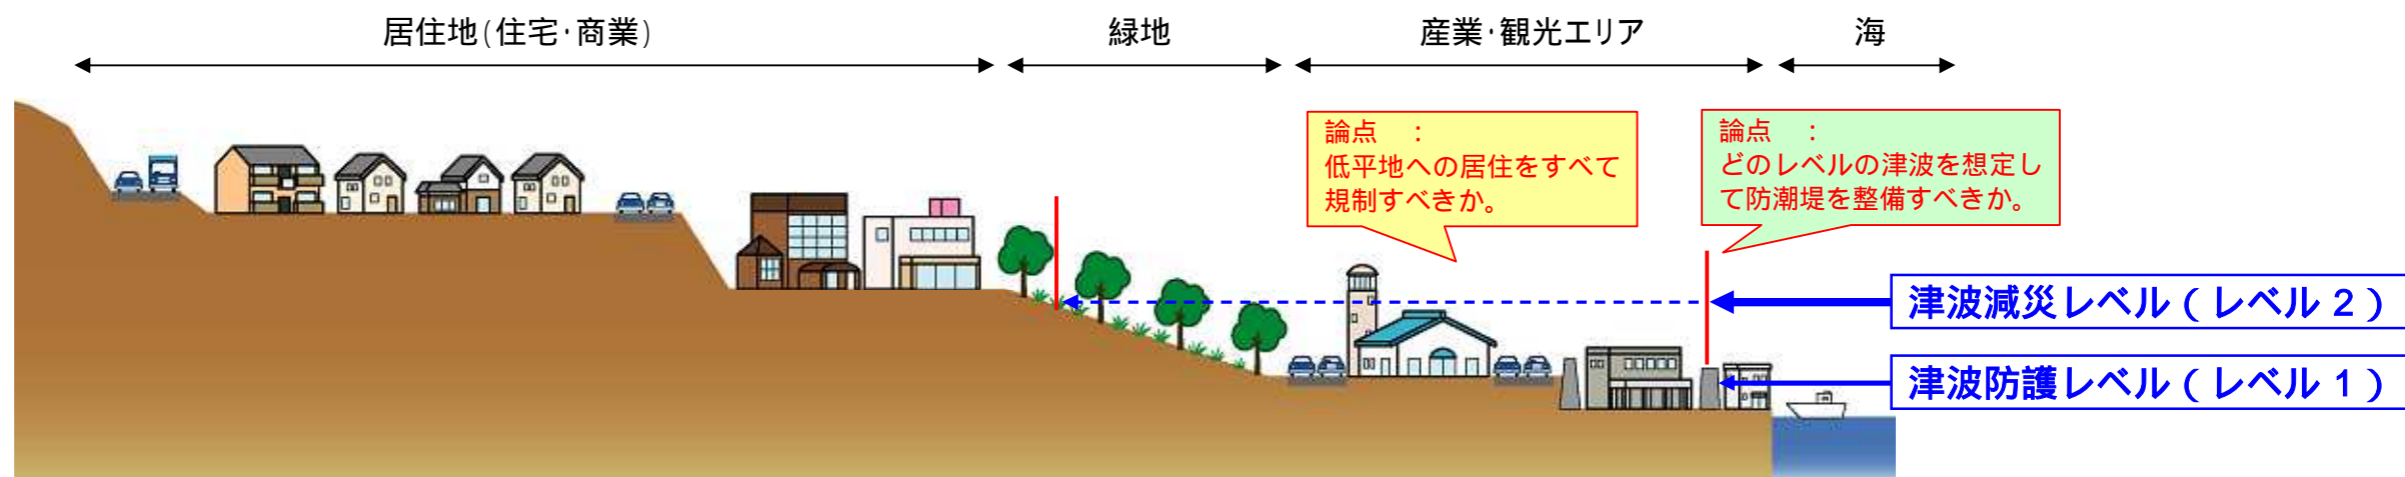 居住地(住宅･商業)
緑地
産業･観光エリア
海
論点　：
低平地への居住をすべて
規制すべきか。
論点　：
どのレベルの津波を想定し
て防潮堤を整備すべきか。
津波減災レベル（レベル２）
津波防護レベル（レベル１）